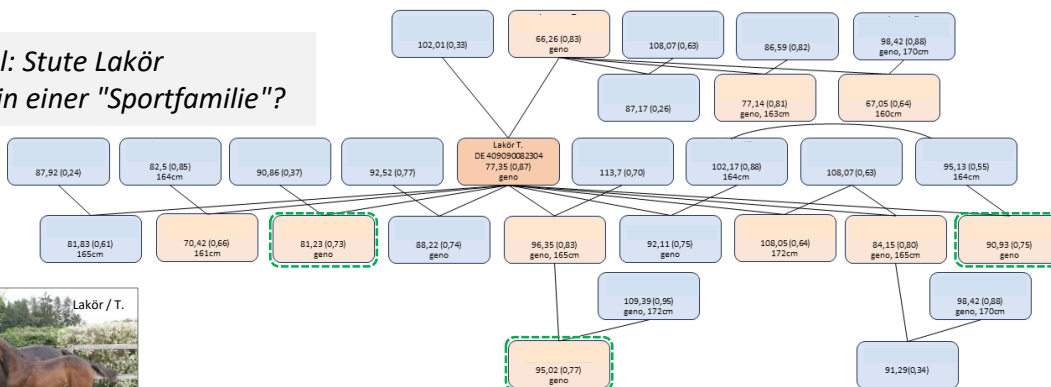 l: Stute Lakör
in einer "Sportfamilie"?
102,01 (0,33)
66,26 (0,83)
geno
108,07 (0,63)
86,59 (0,82)
98,42 (0,88)
geno, 170cm
87,17 (0,26)
77,14 (0,81)
geno, 163cm
67,05 (0,64)
160cm
87,92 (0,24)
82,5 (0,85)
164cm
90,86 (0,37)
92,52 (0,77)
Lakör T.
DE 409090082304
77,35 (0,87)
geno
113,7 (0,70)
102,17 (0,88)
164cm
108,07 (0,63)
95,13 (0,55)
164cm
81,83 (0,61)
165cm
70,42 (0,66)
161cm
81,23 (0,73)
geno
88,22 (0,74)
geno
96,35 (0,83)
geno, 165cm
92,11 (0,75)
geno
108,05 (0,64)
172cm
84,15 (0,80)
geno, 165cm
90,93 (0,75)
geno
109,39 (0,95)
geno, 172cm
98,42 (0,88)
geno, 170cm
95,02 (0,77)
geno
91,29 (0,34)
Lakör / T.